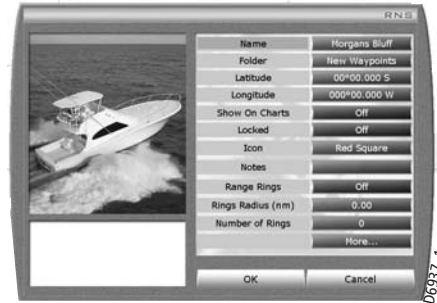 RNS
Name Morgans Bluff
Folder New Waypoints
Latitude 00°00.000 S
Longitude 000°00.000 W
Show On Charts Off
Locked Off
Icon Red Square
Notes
Range Rings Off
Rings Radius (nm) 0.00
Number of Rings 0
More...
OK Cancel
D6937_1